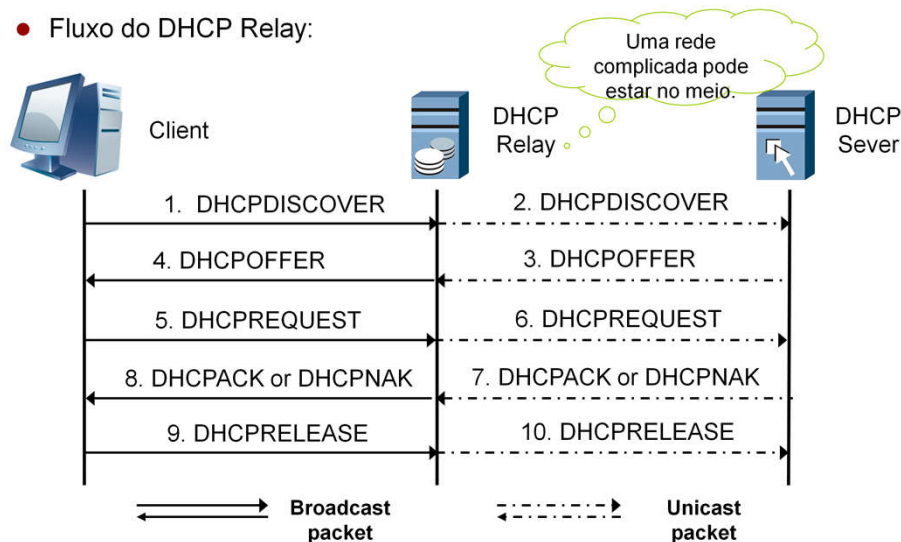 • Fluxo do DHCP Relay:
Uma rede
complicada pode
estar no meio.
Client
DHCP
Relay
DHCP
Sever
1. DHCPDISCOVER
2. DHCPDISCOVER
4. DHCPOFFER
3. DHCPOFFER
5. DHCPREQUEST
6. DHCPREQUEST
8. DHCPACK or DHCPNAK
7. DHCPACK or DHCPNAK
9. DHCPRELEASE
10. DHCPRELEASE
Broadcast
packet
Unicast
packet